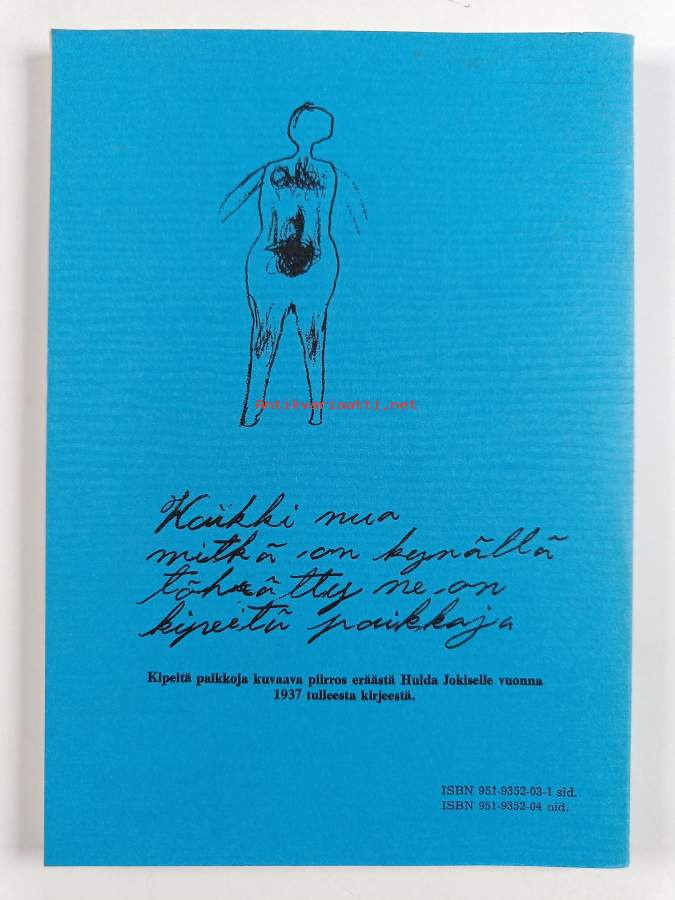 Antikvariaatti.net
Kaikki nua
mitkä on kynällä
töhrätty ne on
kipeitä paikkaja
Kipeitä paikkoja kuvaava piirros eräästä Hulda Jokiselle vuonna
1937 tulleesta kirjeestä.
ISBN 951-9352-03-1 sid.
ISBN 951-9352-04 nid.